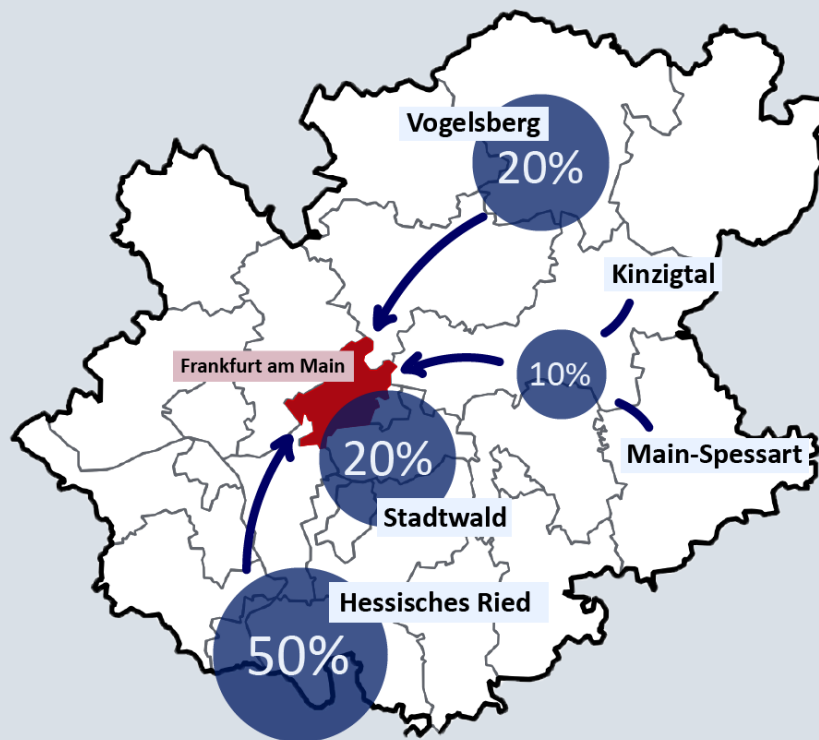 Vogelsberg
20%
Kinzigtal
Frankfurt am Main
10%
Main-Spessart
20%
Stadtwald
Hessisches Ried
50%